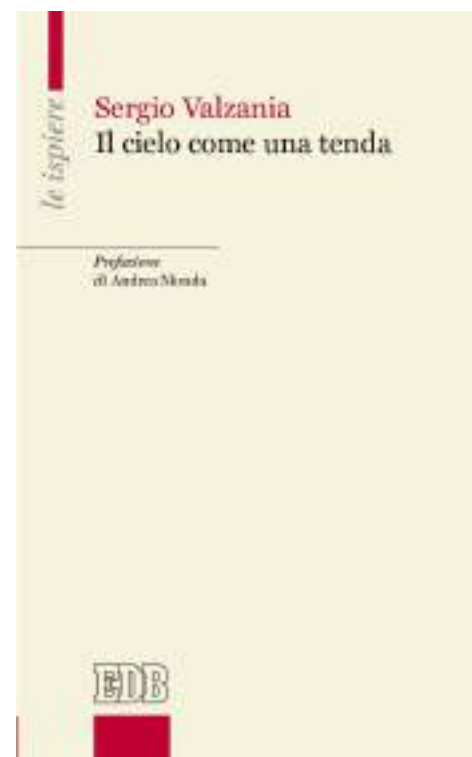 le ispiere
Sergio Valzania
Il cielo come una tenda
Prefazione
di Andrea Monda
EDB